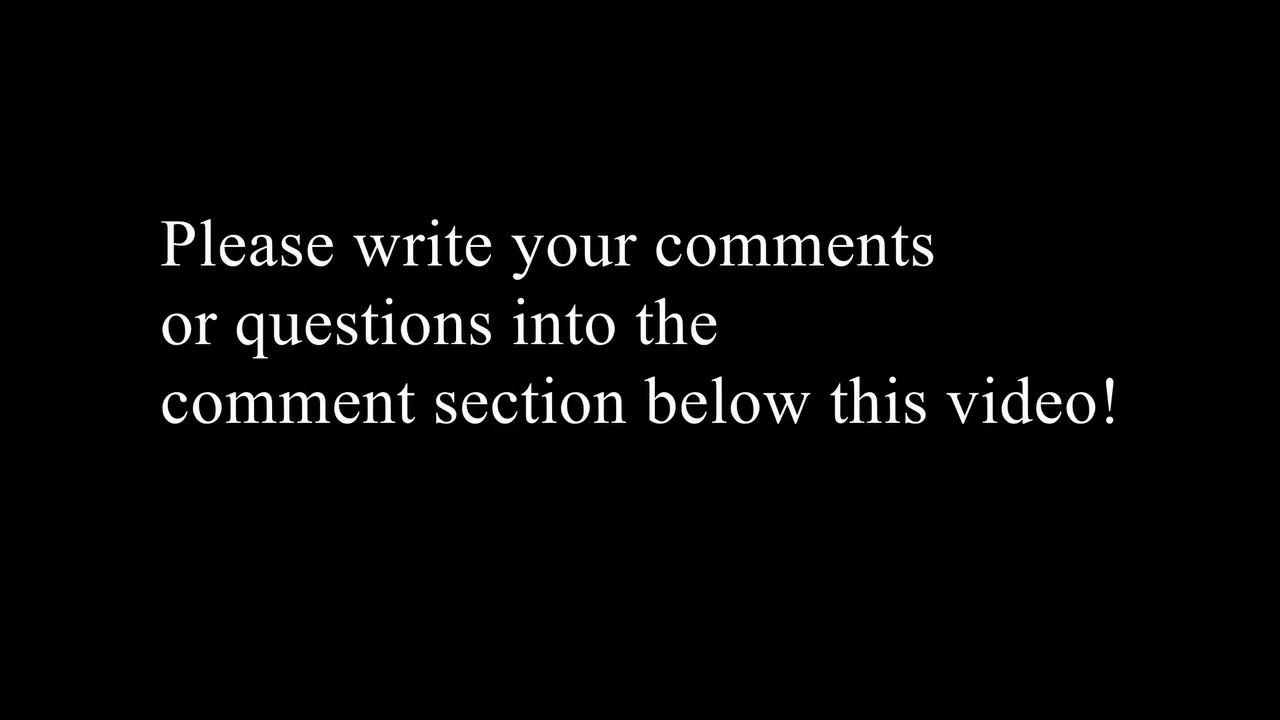 Please write your comments
or questions into the
comment section below this video!